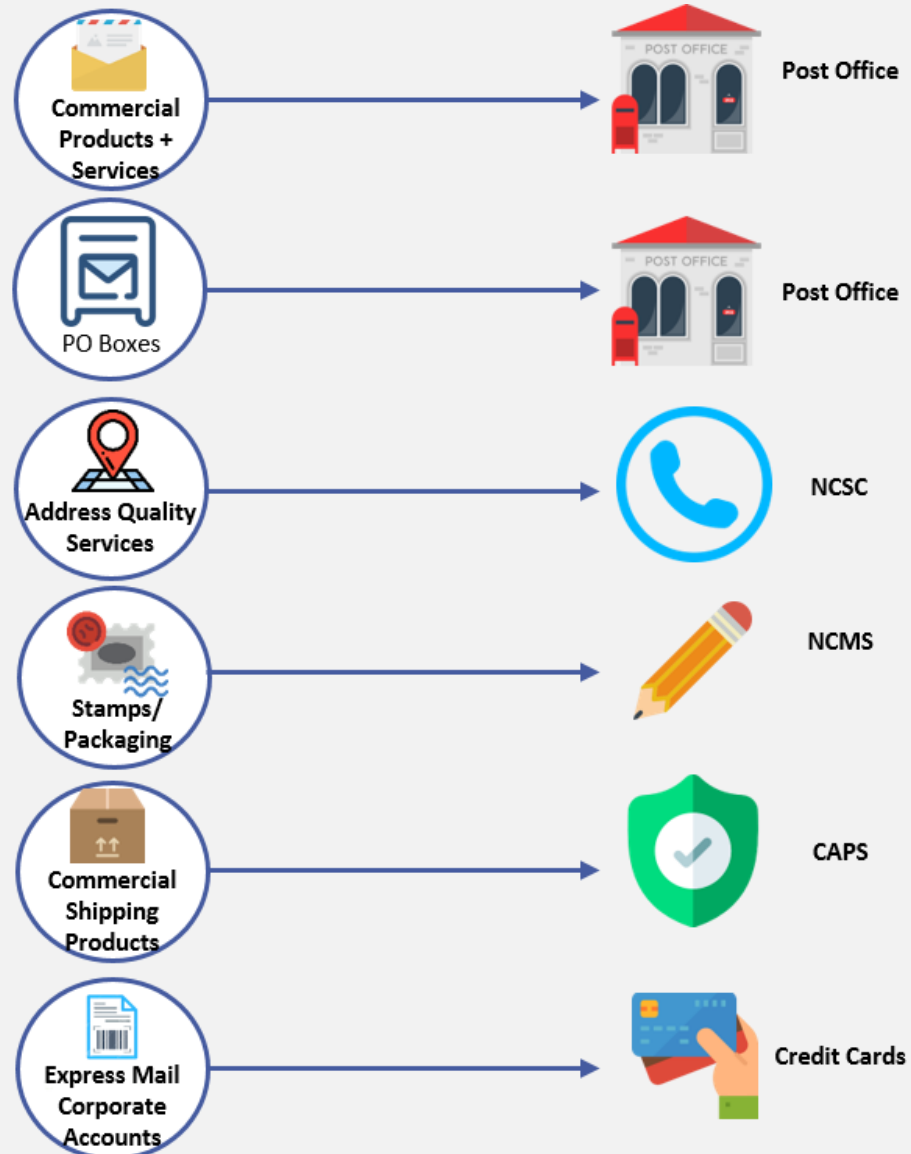 Commercial
Products +
Services
POST OFFICE
Post Office
PO Boxes
POST OFFICE
Post Office
Address Quality
Services
NCSC
Stamps/
Packaging
NCMS
Commercial
Shipping
Products
CAPS
Express Mail
Corporate
Accounts
Credit Cards